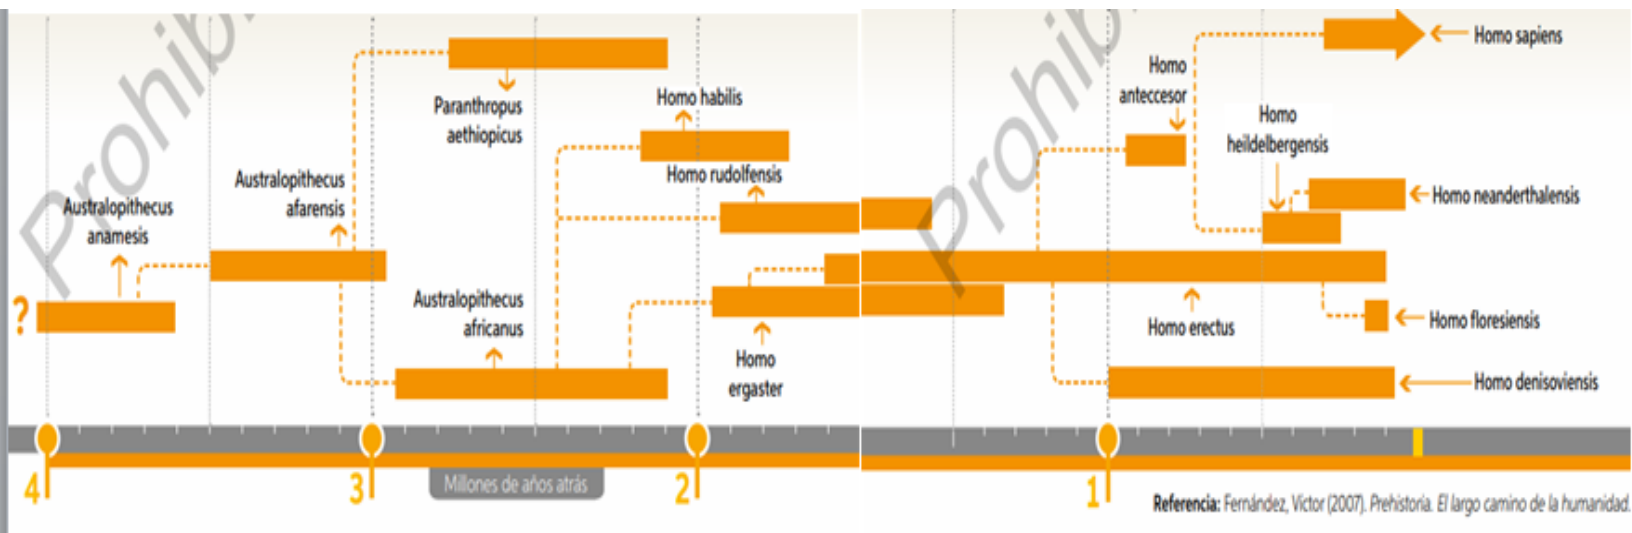 Prohib
Paranthropus
aethiopicus
Homo habilis
Homo rudolfensis
Australopithecus
afarensis
Australopithecus
anamesis
?
Australopithecus
africanus
Homo
ergaster
4
3
2
Millones de años atrás
Prohib
Homo sapiens
Homo
anteccesor
Homo
heildelbergensis
Homo neanderthalensis
Homo erectus
Homo floresiensis
Homo denisoviensis
1
Referencia: Fernández, Víctor (2007). Prehistoria. El largo camino de la humanidad.